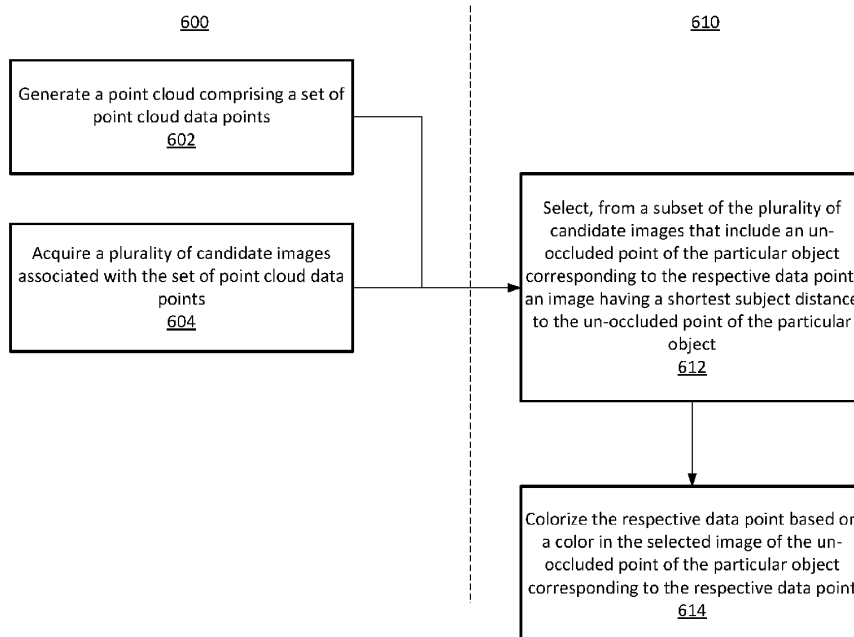 600
Generate a point cloud comprising a set of
point cloud data points
602
Acquire a plurality of candidate images
associated with the set of point cloud data
points
604
610
Select, from a subset of the plurality of
candidate images that include an un-
occluded point of the particular object
corresponding to the respective data point
an image having a shortest subject distance
to the un-occluded point of the particular
object
612
Colorize the respective data point based on
a color in the selected image of the un-
occluded point of the particular object
corresponding to the respective data point
614